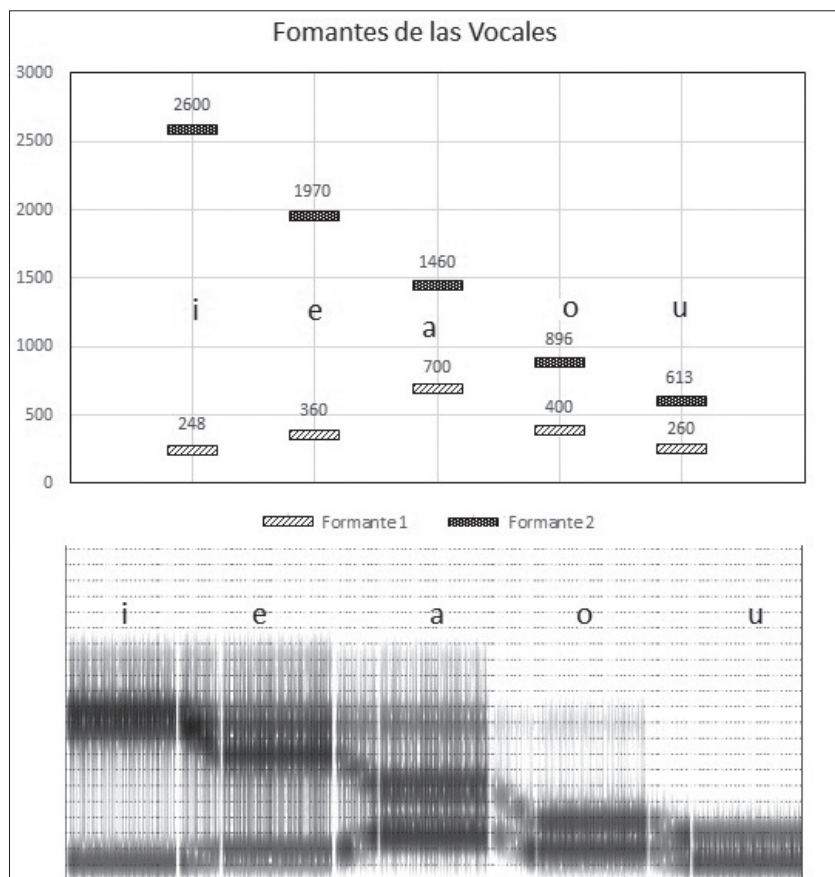 Fomantes de las Vocales
3000
2600
2500
1970
2000
1460
1500
i e a o u
896
1000
700
613
500
248 360 400 260
0
Formante 1 Formante 2
i e a o u